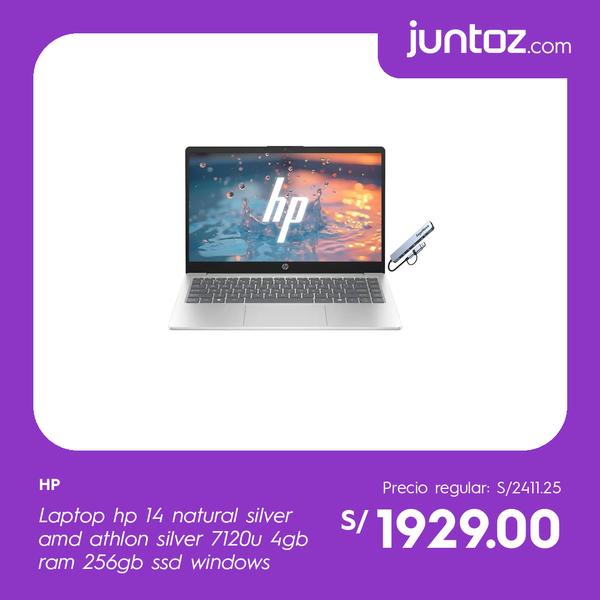 juntoz.com
hp
hp
HP
Precio regular: S/2411.25
Laptop hp 14 natural silver
amd athlon silver 7120u 4gb
ram 256gb ssd windows
S/1929.00